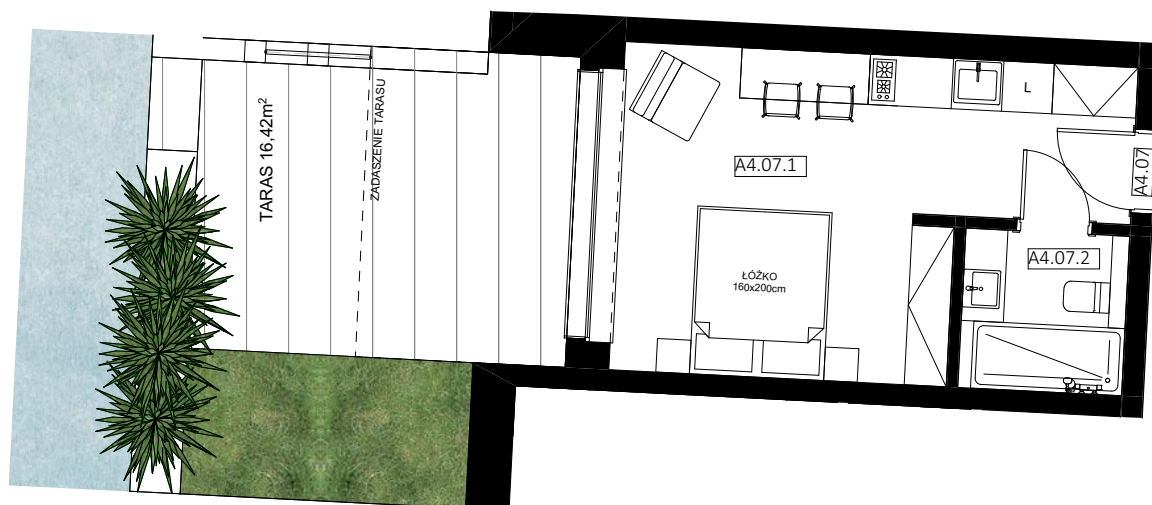 TARAS 16,42m²
ZADASZENIE TARASU
A4.07.1
ŁÓŻKO
160x200cm
L
A4.07
A4.07.2